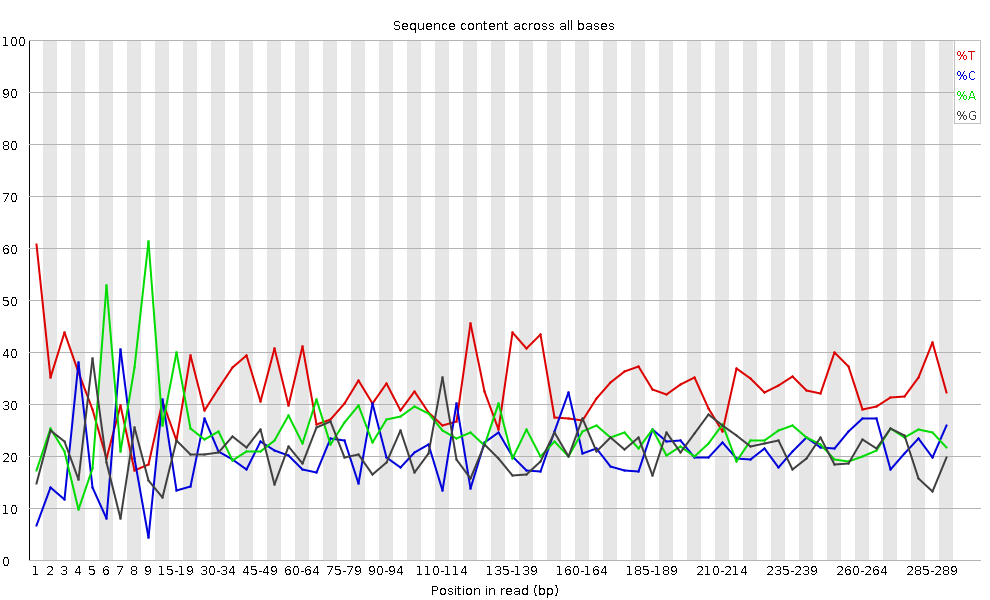 Sequence content across all bases
%T
%C
%A
%G
100
90
80
70
60
50
40
30
20
10
0
1 2 3 4 5 6 7 8 9 15-19 30-34 45-49 60-64 75-79 90-94 110-114 135-139 160-164 185-189 210-214 235-239 260-264 285-289
Position in read (bp)